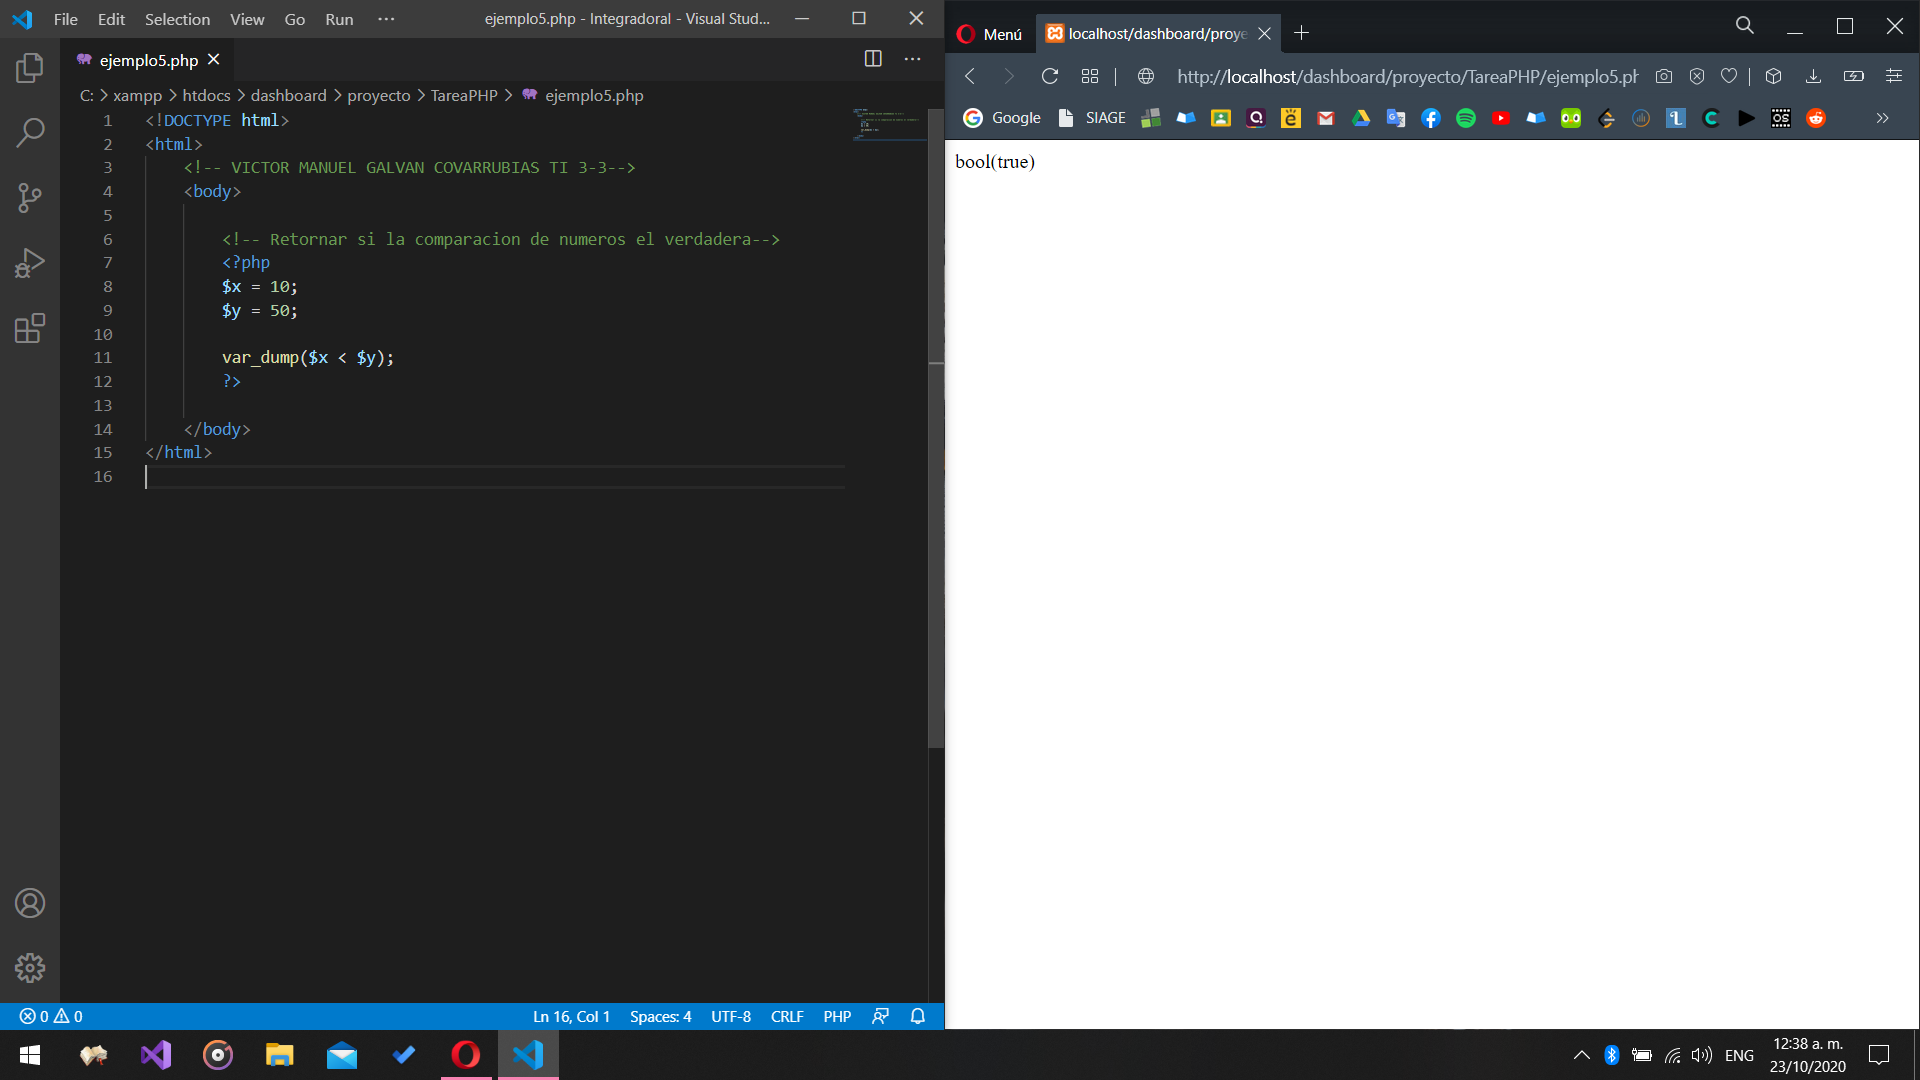 File Edit Selection View Go Run ··· ejemplo5.php - Integradoral - Visual Stud...
ejemplo5.php
C: > xampp > htdocs > dashboard > proyecto > TareaPHP > ejemplo5.php
1 <!DOCTYPE html>
2 <html>
3 <!-- VICTOR MANUEL GALVAN COVARRUBIAS TI 3-3-->
4 <body>
5
6 <!-- Retornar si la comparacion de numeros el verdadera-->
7 <?php
8 $x = 10;
9 $y = 50;
10
11 var_dump($x < $y);
12 ?>
13
14 </body>
15 </html>
16
0 0 Ln 16, Col 1 Spaces: 4 UTF-8 CRLF PHP
Menú localhost/dashboard/proye
http://localhost/dashboard/proyecto/TareaPHP/ejemplo5.ph
Google SIAGE
bool(true)
ENG 12:38 a. m.
23/10/2020